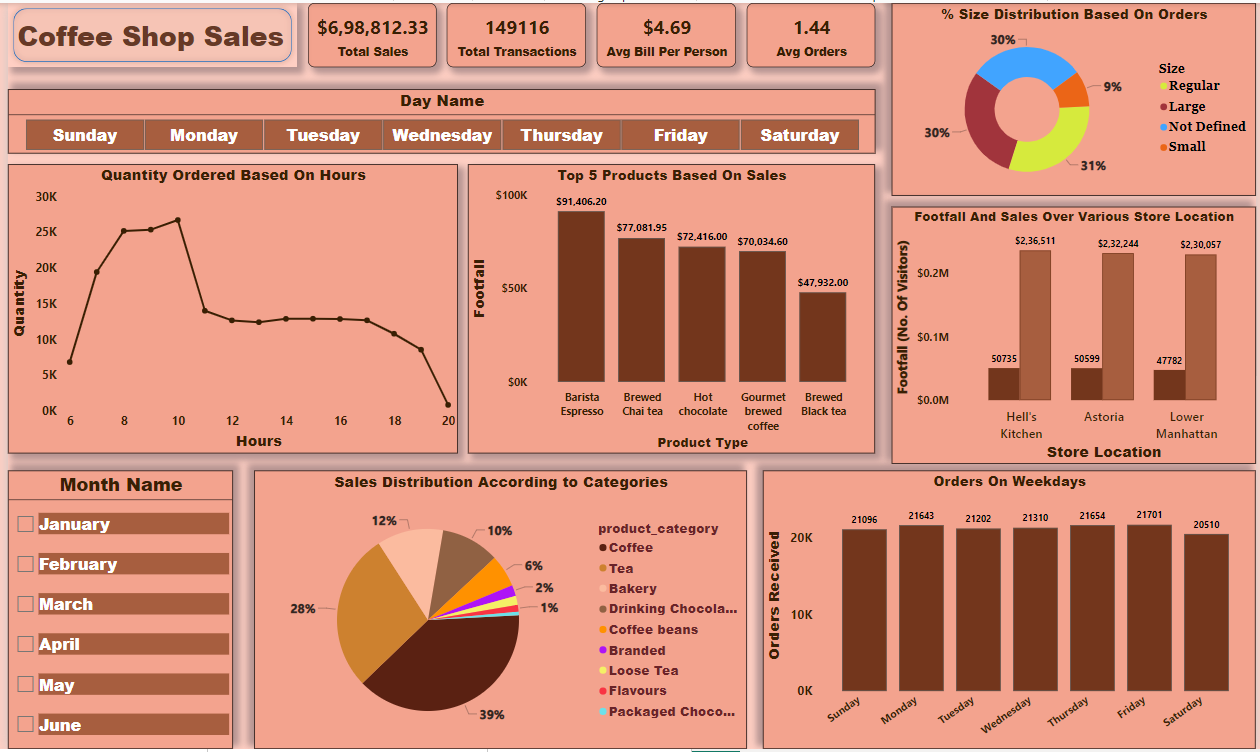 Coffee Shop Sales
$6,98,812.33
Total Sales
149116
Total Transactions
$4.69
Avg Bill Per Person
1.44
Avg Orders
% Size Distribution Based On Orders
30%
9%
30%
31%
Size
Regular
Large
Not Defined
Small
Day Name
Sunday Monday Tuesday Wednesday Thursday Friday Saturday
Quantity Ordered Based On Hours
30K
25K
20K
15K
10K
5K
0K
Quantity
6 8 10 12 14 16 18 20
Hours
Top 5 Products Based On Sales
$100K
$50K
$0K
Footfall
$91,406.20
$77,081.95
$72,416.00
$70,034.60
$47,932.00
Barista
Espresso
Brewed
Chai tea
Hot
chocolate
Gourmet
brewed
coffee
Brewed
Black tea
Product Type
Footfall And Sales Over Various Store Location
Footfall (No. Of Visitors)
$0.2M
$0.1M
$0.0M
$2,36,511
$2,32,244
$2,30,057
50735
50599
47782
Hell's
Kitchen
Astoria
Lower
Manhattan
Store Location
Month Name
January
February
March
April
May
June
Sales Distribution According to Categories
12%
10%
6%
2%
1%
28%
39%
product_category
Coffee
Tea
Bakery
Drinking Chocola...
Coffee beans
Branded
Loose Tea
Flavours
Packaged Choco...
Orders On Weekdays
Orders Received
20K
10K
0K
21096
21643
21202
21310
21654
21701
20510
Sunday
Monday
Tuesday
Wednesday
Thursday
Friday
Saturday